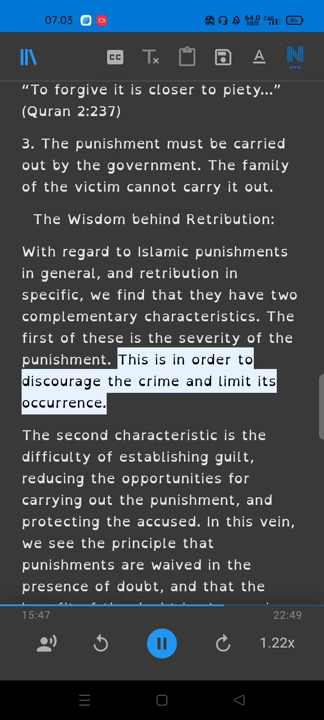 07.03
64.0
KB/S
46
CC
A
N
“To forgive it is closer to piety...”
(Quran 2:237)
3. The punishment must be carried
out by the government. The family
of the victim cannot carry it out.
The Wisdom behind Retribution:
With regard to Islamic punishments
in general, and retribution in
specific, we find that they have two
complementary characteristics. The
first of these is the severity of the
punishment. This is in order to
discourage the crime and limit its
occurrence.
The second characteristic is the
difficulty of establishing guilt,
reducing the opportunities for
carrying out the punishment, and
protecting the accused. In this vein,
we see the principle that
punishments are waived in the
presence of doubt, and that the
15:47
22:49
1.22x